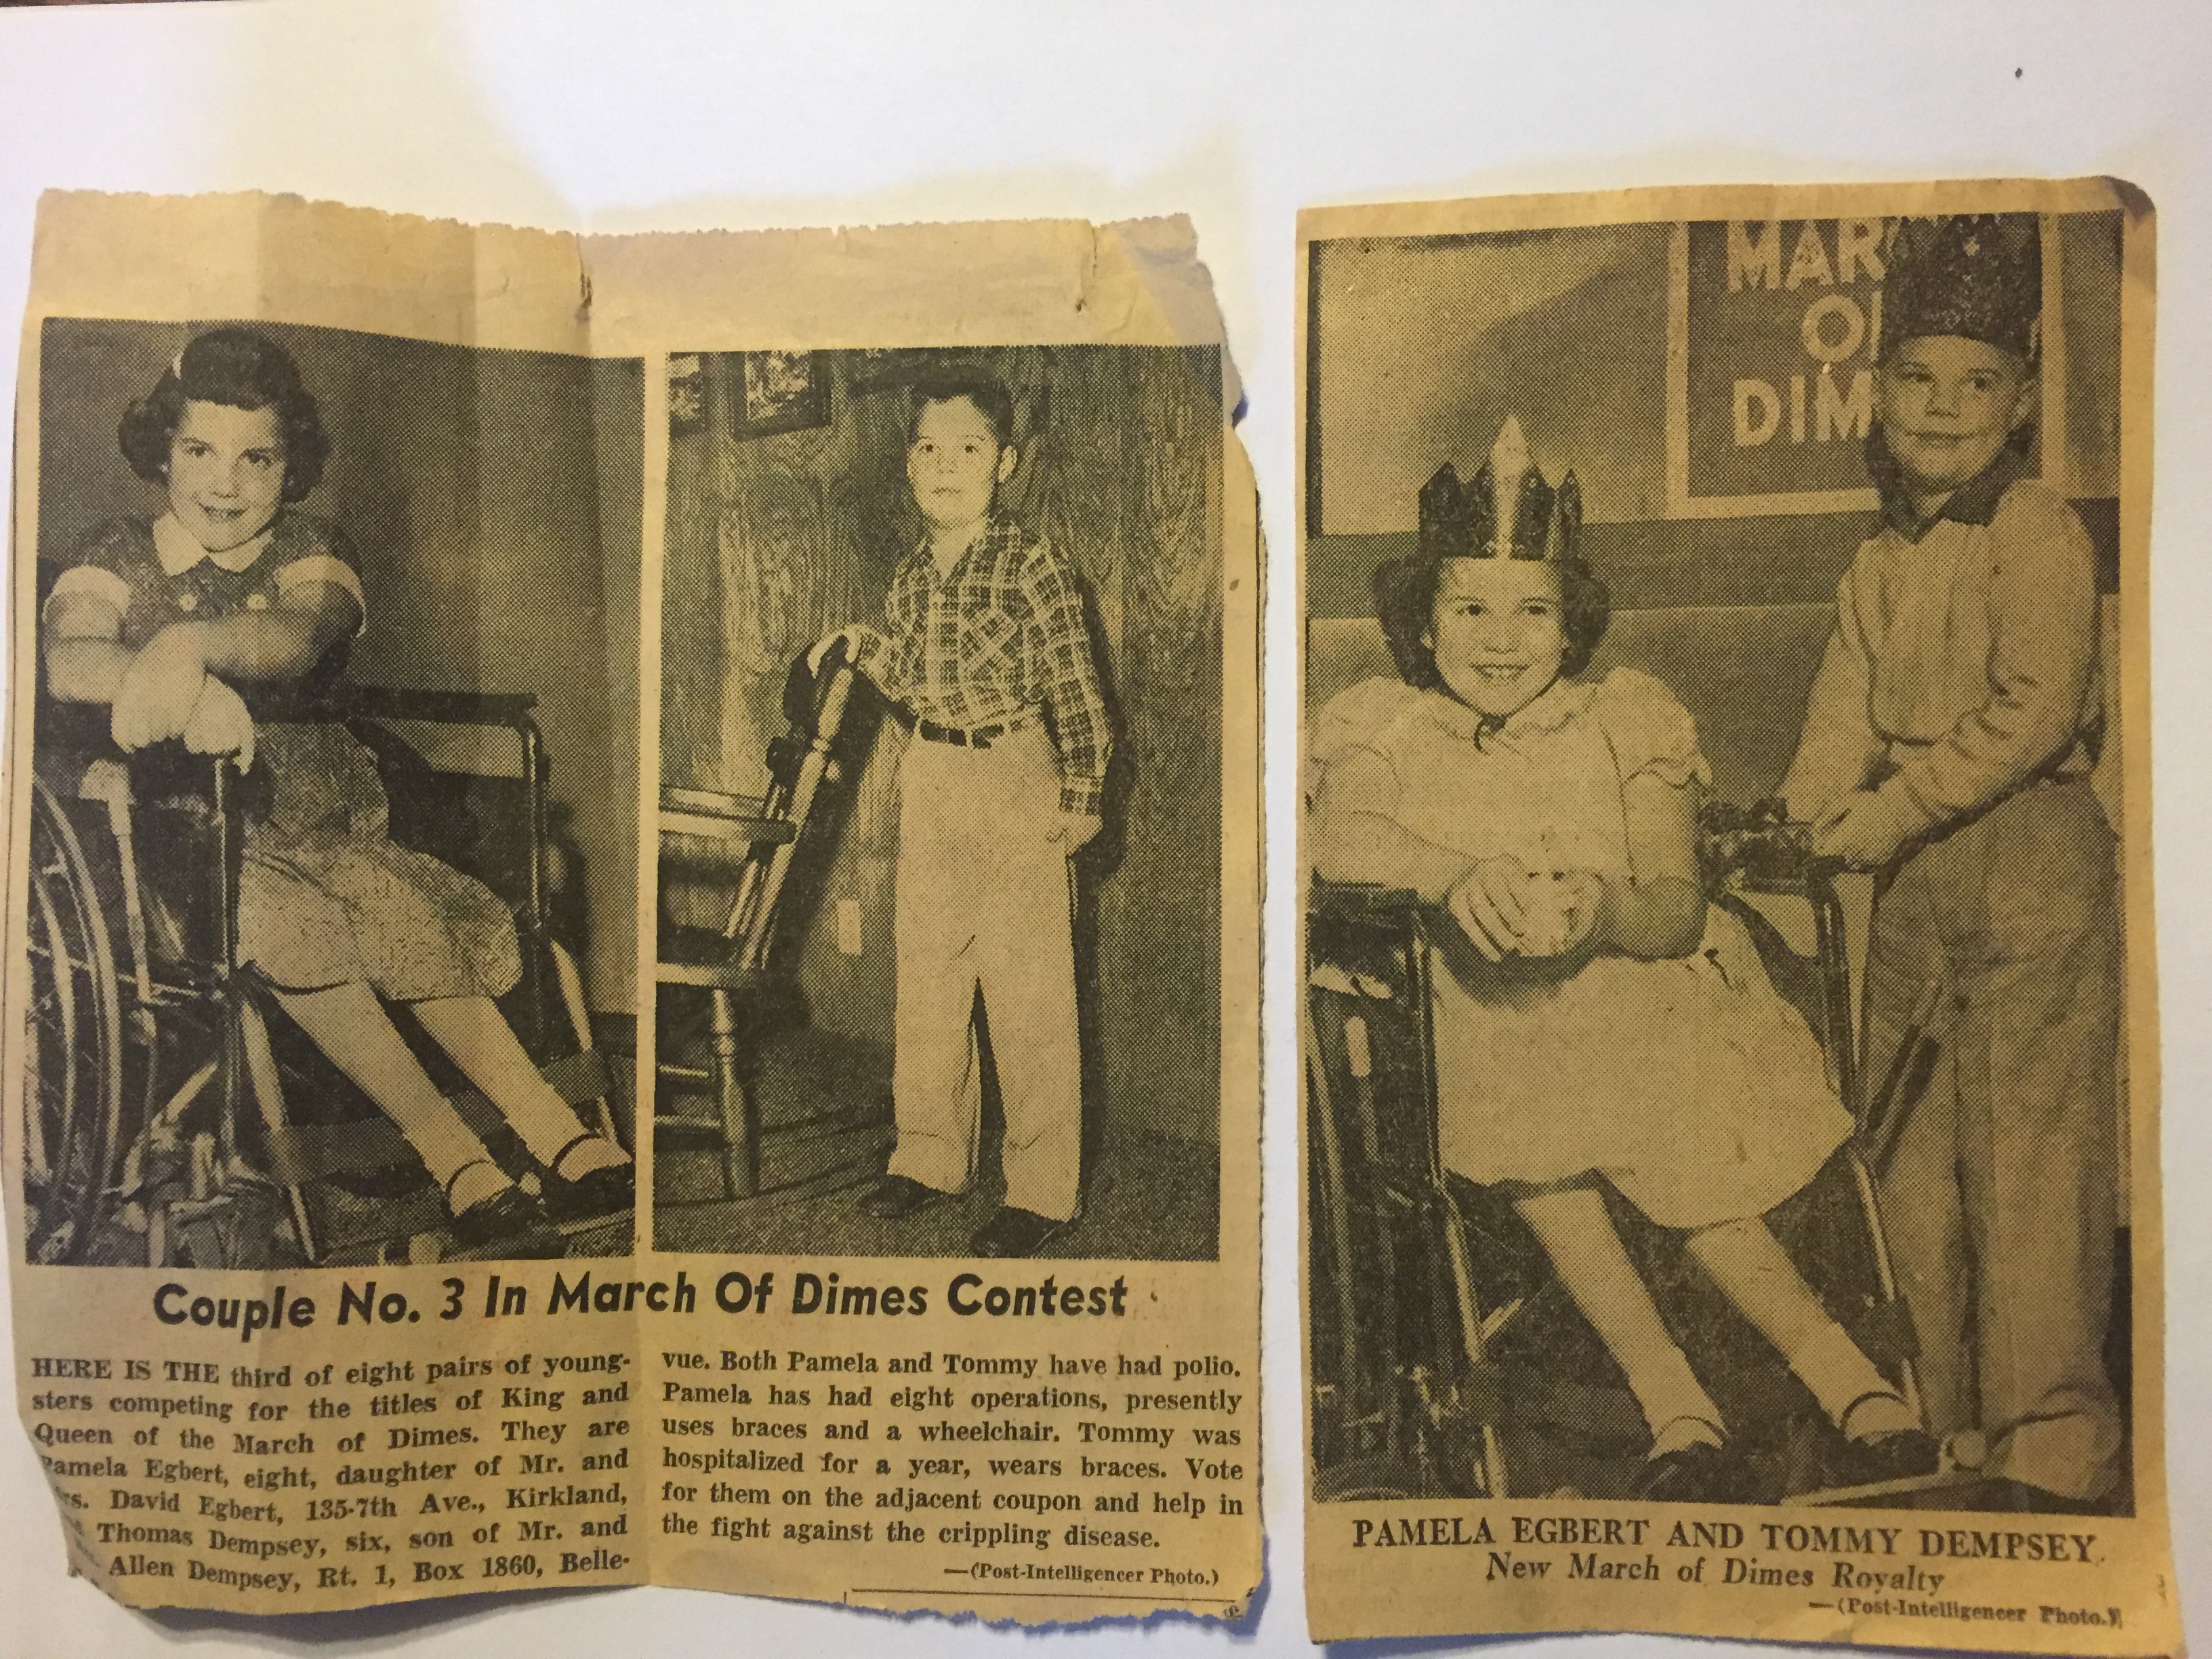 Couple No. 3 In March Of Dimes Contest
HERE IS THE third of eight pairs of young-
sters competing for the titles of King and
Queen of the March of Dimes. They are
Pamela Egbert, eight, daughter of Mr. and
rs. David Egbert, 135-7th Ave., Kirkland,
Thomas Dempsey, six, son of Mr. and
Allen Dempsey, Rt. 1, Box 1860, Belle-
vue. Both Pamela and Tommy have had polio.
Pamela has had eight operations, presently
uses braces and a wheelchair. Tommy was
hospitalized for a year, wears braces. Vote
for them on the adjacent coupon and help in
the fight against the crippling disease.
—(Post-Intelligencer Photo.)
MAR
OF
DIM
PAMELA EGBERT AND TOMMY DEMPSEY
New March of Dimes Royalty
—(Post-Intelligencer Photo.)